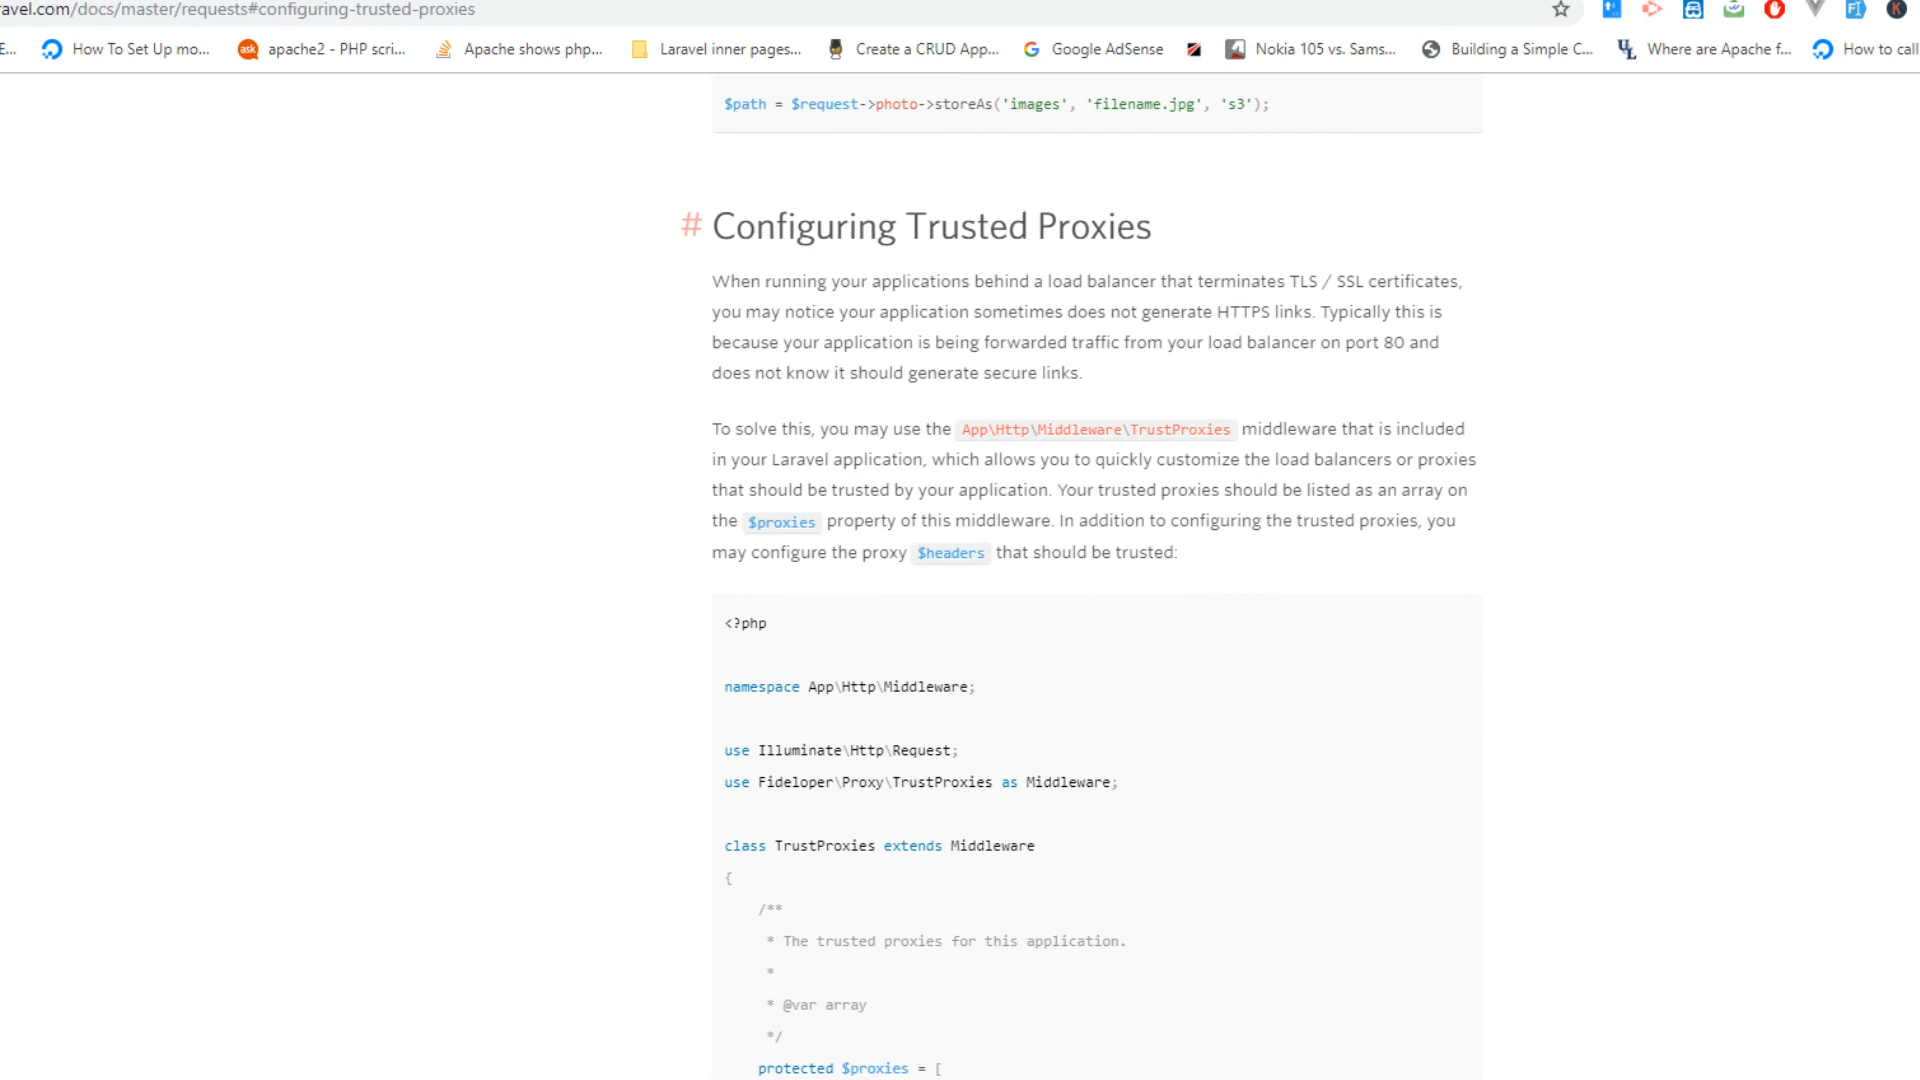 ravel.com/docs/master/requests#configuring-trusted-proxies
E... How To Set Up mo... ask apache2 - PHP scri... Apache shows php... Laravel inner pages... Create a CRUD App... Google AdSense Nokia 105 vs. Sams... Building a Simple C... UL Where are Apache f... How to call
$path = $request->photo->storeAs('images', 'filename.jpg', 's3');
# Configuring Trusted Proxies
When running your applications behind a load balancer that terminates TLS / SSL certificates,
you may notice your application sometimes does not generate HTTPS links. Typically this is
because your application is being forwarded traffic from your load balancer on port 80 and
does not know it should generate secure links.
To solve this, you may use the App\Http\Middleware\TrustProxies middleware that is included
in your Laravel application, which allows you to quickly customize the load balancers or proxies
that should be trusted by your application. Your trusted proxies should be listed as an array on
the $proxies property of this middleware. In addition to configuring the trusted proxies, you
may configure the proxy $headers that should be trusted:
<?php
namespace App\Http\Middleware;
use Illuminate\Http\Request;
use Fideloper\Proxy\TrustProxies as Middleware;
class TrustProxies extends Middleware
{
/**
* The trusted proxies for this application.
*
* @var array
*/
protected $proxies = [